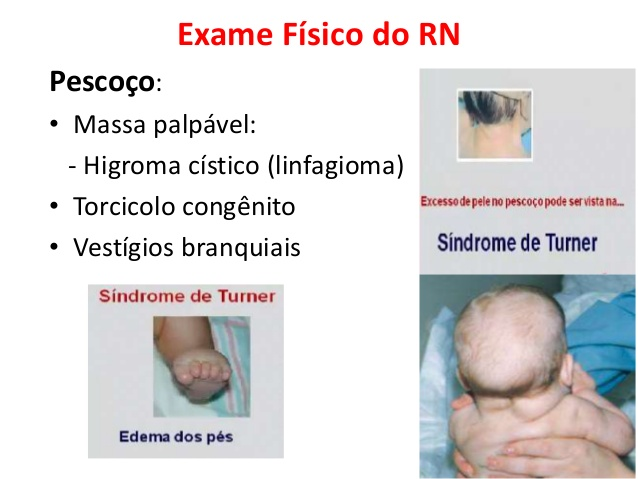 Exame Físico do RN
Pescoço:
• Massa palpável:
- Higroma cístico (linfagioma)
• Torcicolo congênito
• Vestígios branquiais
Síndrome de Turner
Edema dos pés
Excesso de pele no pescoço pode ser vista na...
Síndrome de Turner